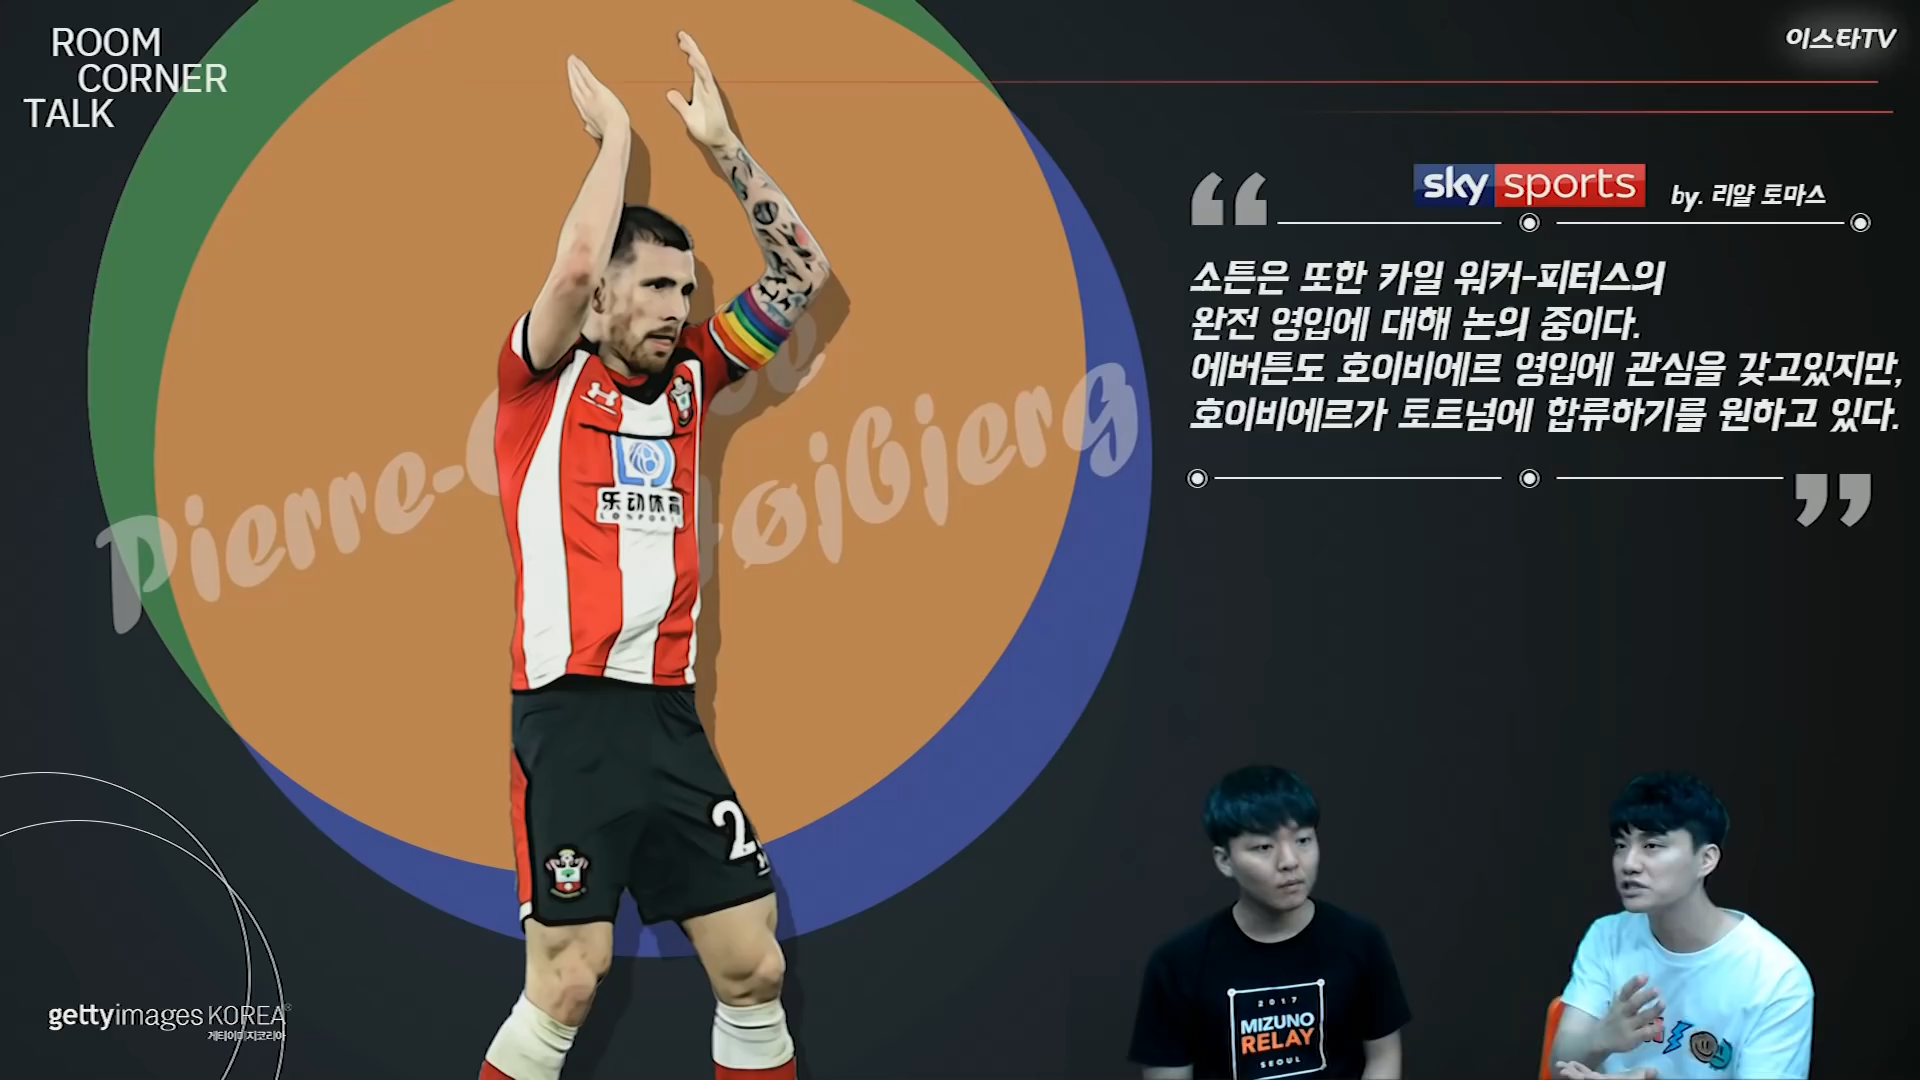 ROOM
CORNER
TALK
이스타TV
sky sports by. 리얄 토마스
소튼은 또한 카일 워커-피터스의
완전 영입에 대해 논의 중이다.
에버튼도 호이비에르 영입에 관심을 갖고있지만,
호이비에르가 토트넘에 합류하기를 원하고 있다.
Pierre-
øjbjerg
乐动体育
2
2017
MIZUNO
RELAY
SEOUL
gettyimages KOREA
게티이미지코리아